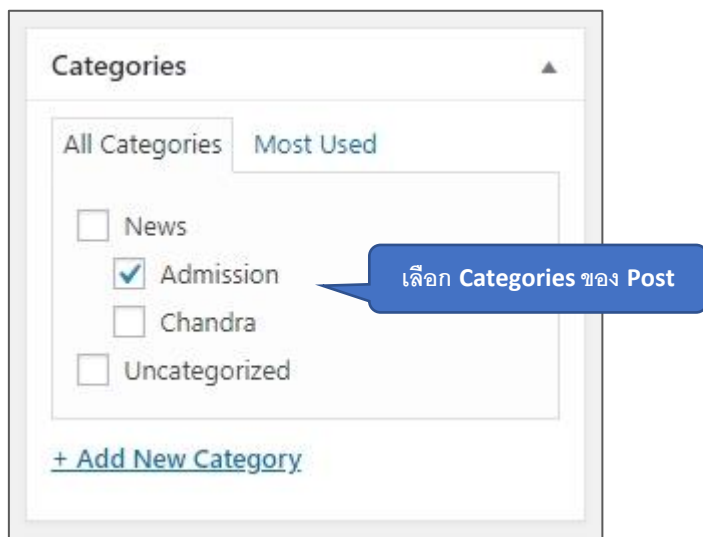 Categories
All Categories Most Used
News
Admission
เลือก Categories ของ Post
Chandra
Uncategorized
+ Add New Category